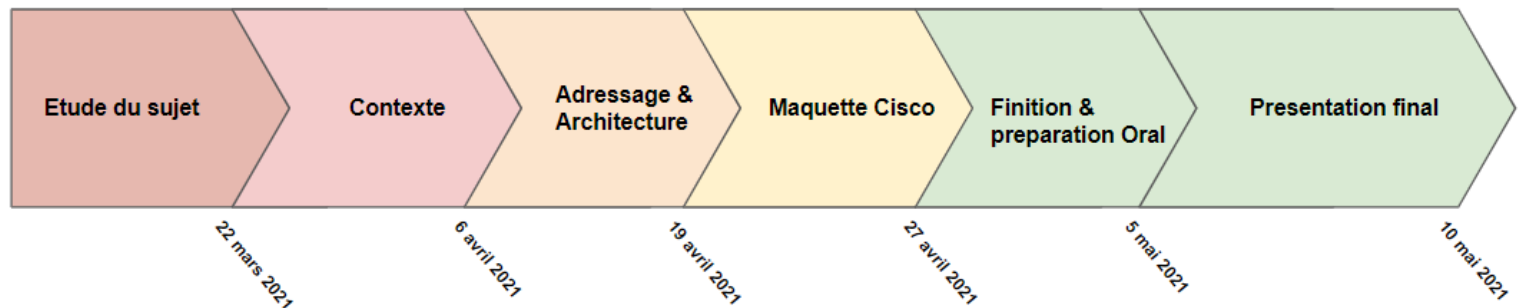 Etude du sujet
Contexte
Adressage &
Architecture
Maquette Cisco
Finition &
preparation Oral
Presentation final
22 mars 2021
6 avril 2021
19 avril 2021
27 avril 2021
5 mai 2021
10 mai 2021